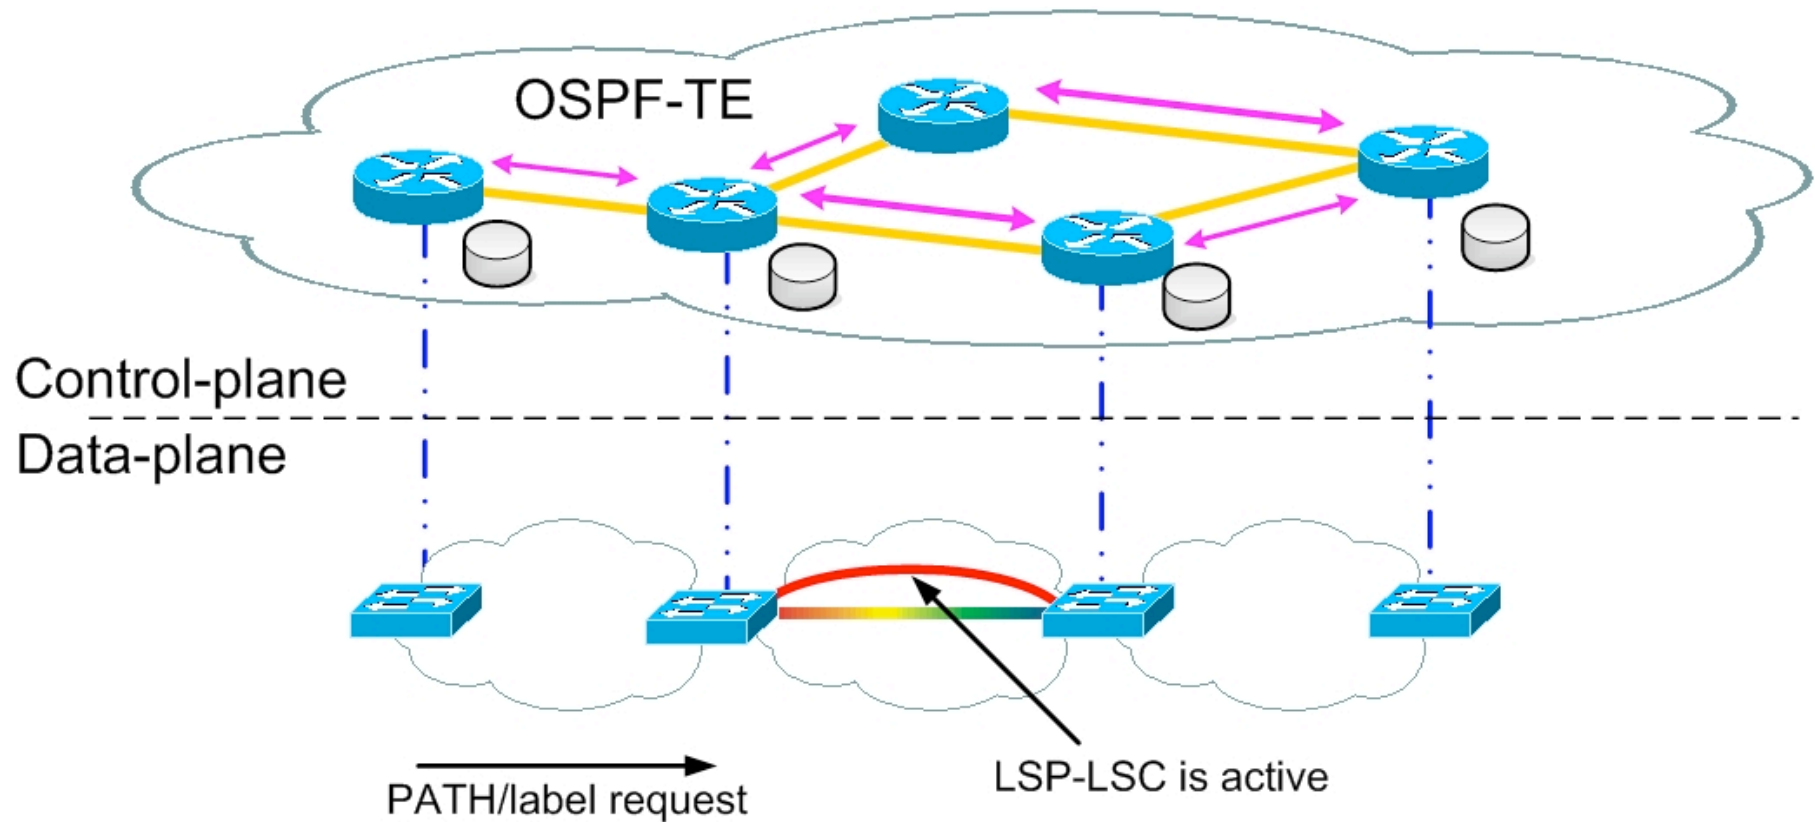 OSPF-TE
Control-plane
Data-plane
LSP-LSC is active
PATH/label request